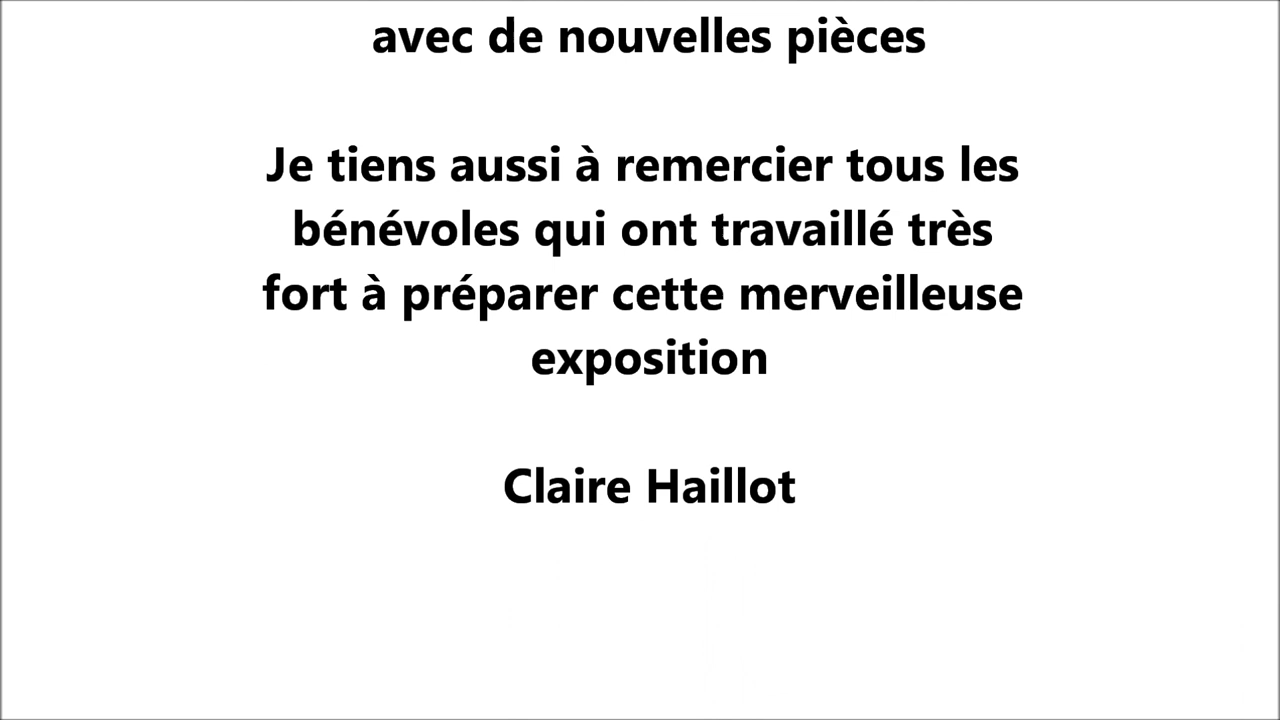 avec de nouvelles pièces
Je tiens aussi à remercier tous les
bénévoles qui ont travaillé très
fort à préparer cette merveilleuse
exposition
Claire Haillot